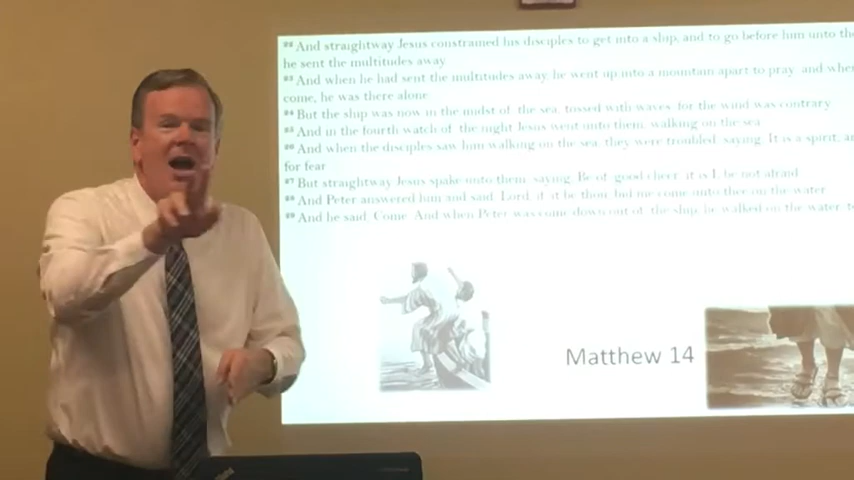 22 And straightway Jesus constrained his disciples to get into a ship, and to go before him unto the
he sent the multitudes away
23 And when he had sent the multitudes away, he went up into a mountain apart to pray and when
come, he was there alone
24 But the ship was now in the midst of the sea, tossed with waves for the wind was contrary
25 And in the fourth watch of the night Jesus went unto them, walking on the sea
26 And when the disciples saw him walking on the sea, they were troubled, saying, It is a spirit, an
for fear
27 But straightway Jesus spake unto them, saying, Be of good cheer, it is I, be not afraid
28 And Peter answered him and said, Lord, if it be thou, bid me come unto thee on the water
29 And he said, Come. And when Peter was come down out of the ship, he walked on the water, to
Matthew 14